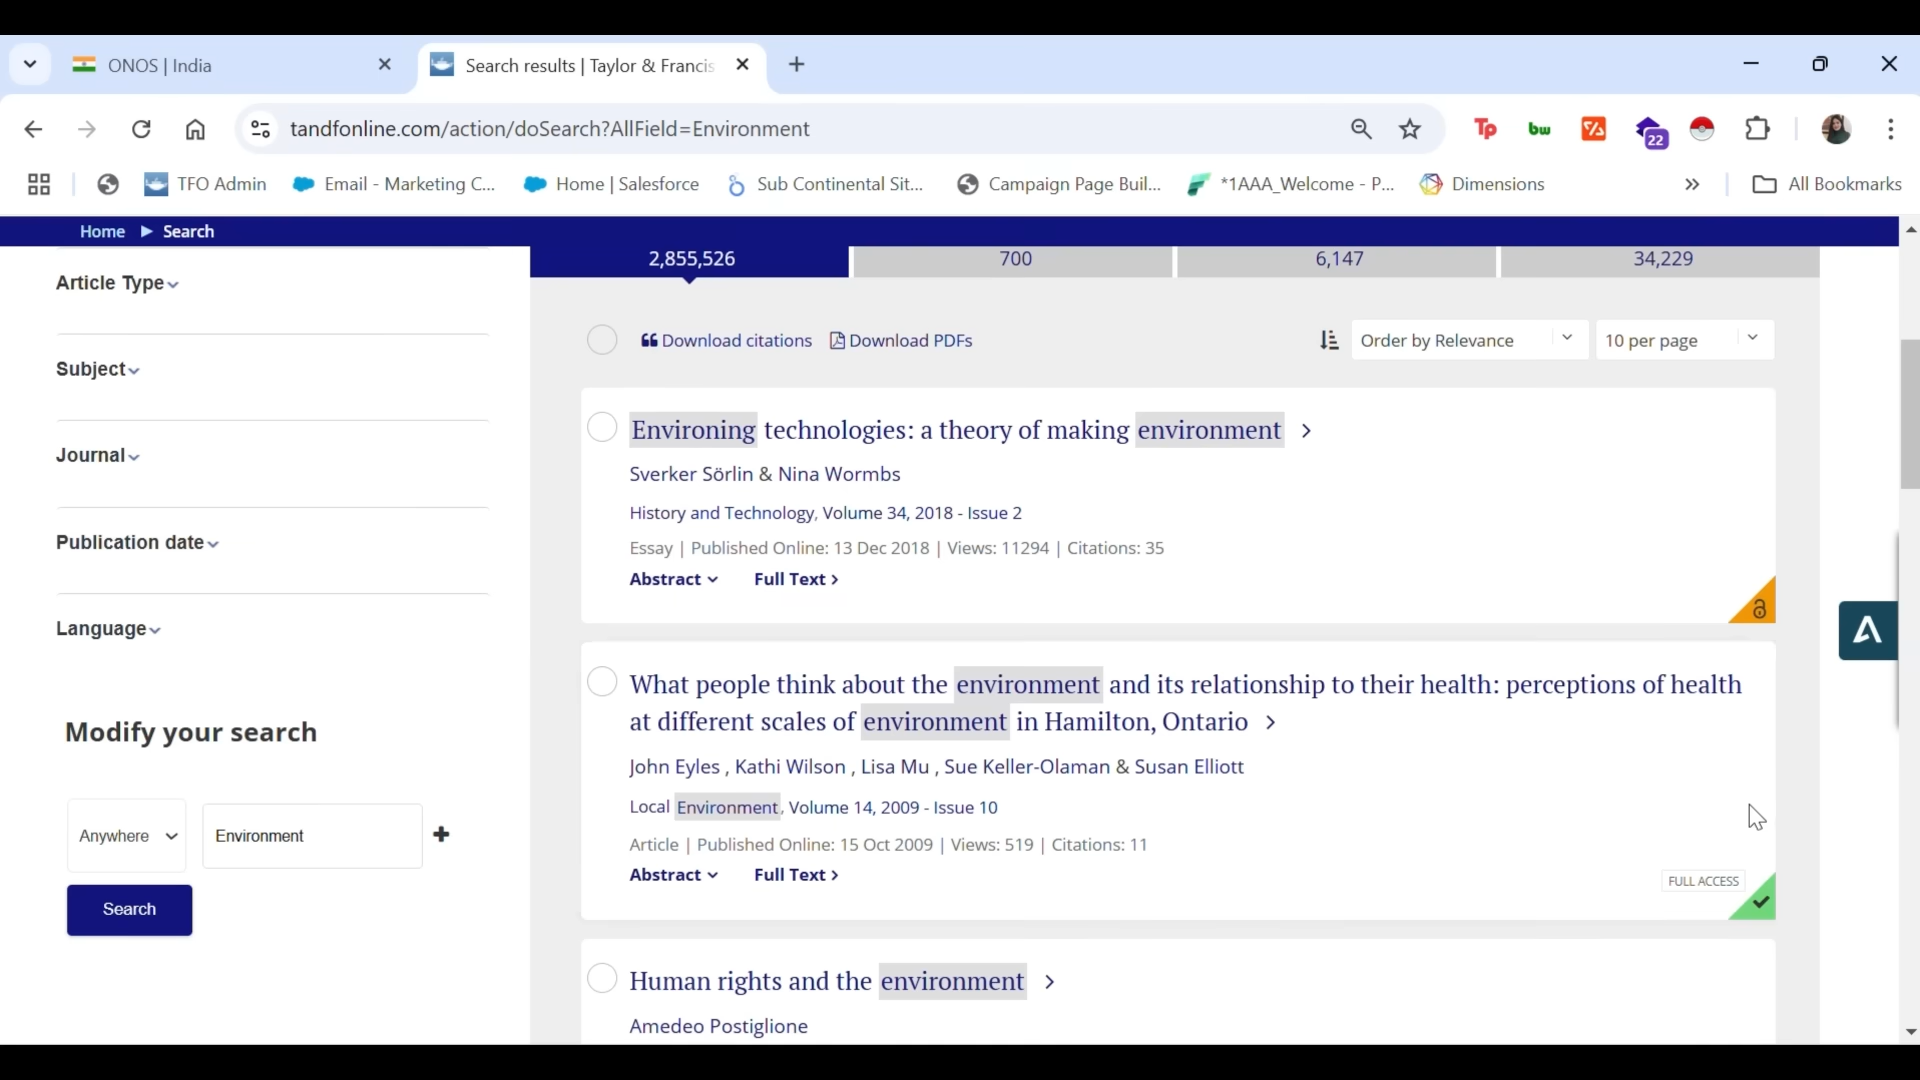 ONOS | India
Search results | Taylor & Francis
tandfonline.com/action/doSearch?AllField=Environment
Tp
bw
22
TFO Admin
Email - Marketing C...
Home | Salesforce
Sub Continental Sit...
Campaign Page Buil...
*1AAA_Welcome - P...
Dimensions
All Bookmarks
Home
Search
2,855,526
700
6,147
34,229
Article Type
Subject
Journal
Publication date
Language
Modify your search
Anywhere
Environment
Search
Download citations
Download PDFs
Order by Relevance
10 per page
Environing technologies: a theory of making environment
Sverker Sörlin & Nina Wormbs
History and Technology, Volume 34, 2018 - Issue 2
Essay | Published Online: 13 Dec 2018 | Views: 11294 | Citations: 35
Abstract
Full Text
What people think about the environment and its relationship to their health: perceptions of health
at different scales of environment in Hamilton, Ontario
John Eyles , Kathi Wilson , Lisa Mu , Sue Keller-Olaman & Susan Elliott
Local Environment, Volume 14, 2009 - Issue 10
Article | Published Online: 15 Oct 2009 | Views: 519 | Citations: 11
Abstract
Full Text
FULL ACCESS
Human rights and the environment
Amedeo Postiglione